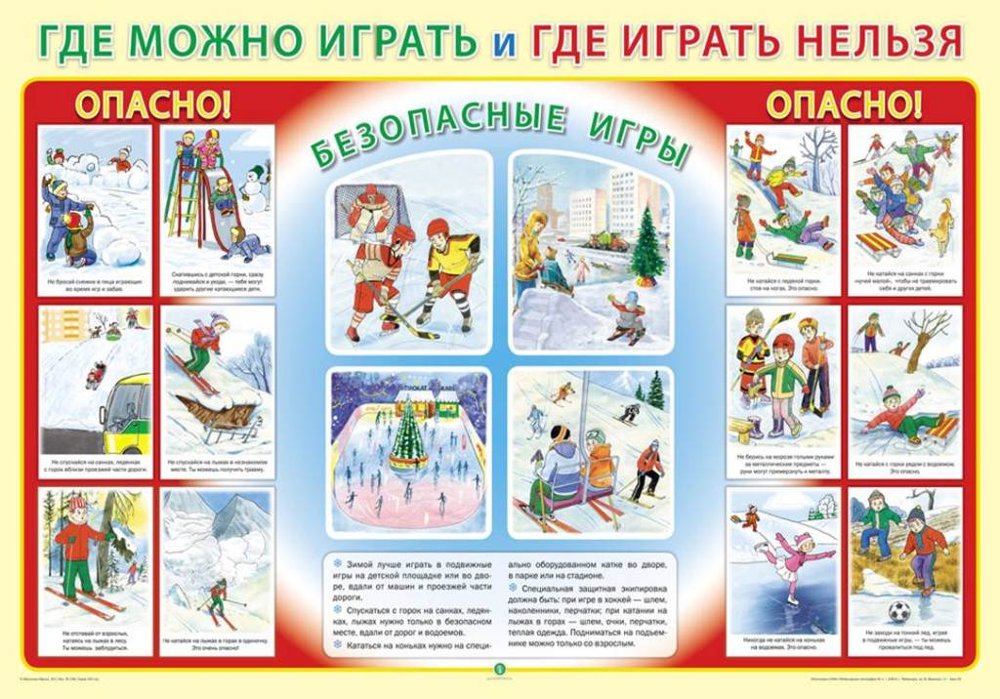 ГДЕ МОЖНО ИГРАТЬ и ГДЕ ИГРАТЬ НЕЛЬЗЯ
ОПАСНО!
Не бросай снежки в лица играющих
во время игр и забав.
Скатившись с детской горки, сразу
поднимайся и уходи, — тебя могут
ударить другие катающиеся дети.
Не спускайся на санках, ледянках
с горок вблизи проезжей части дороги.
Не спускайся на лыжах в незнакомом
месте. Ты можешь получить травму.
Не отставай от взрослых,
катаясь на лыжах в лесу.
Ты можешь заблудиться.
Не катайся на лыжах в горах в одиночку.
Это очень опасно!
БЕЗОПАСНЫЕ ИГРЫ
ПРОКАТ
Зимой лучше играть в подвижные
игры на детской площадке или во дво-
ре, вдали от машин и проезжей части
дороги.
Спускаться с горок на санках, ледян-
ках, лыжах нужно только в безопасном
месте, вдали от дорог и водоемов.
Кататься на коньках нужно на специ-
ально оборудованном катке во дворе,
в парке или на стадионе.
Специальная защитная экипировка
должна быть: при игре в хоккей — шлем,
наколенники, перчатки; при катании на
лыжах в горах — шлем, очки, перчатки,
теплая одежда. Подниматься на подъем-
нике можно только со взрослым.
ОПАСНО!
Не катайся с ледяной горки,
стоя на ногах. Это опасно.
Не катайся на санках с горки
«кучей малой», чтобы не травмировать
себя и других детей.
Не берись на морозе голыми руками
за металлические предметы —
руки могут примерзнуть к металлу.
Не катайся с горки рядом с водоемом.
Это опасно.
Никогда не катайся на коньках
на водоемах. Это опасно.
Не заходи на тонкий лед, играя
в подвижные игры, — ты можешь
провалиться под лед.